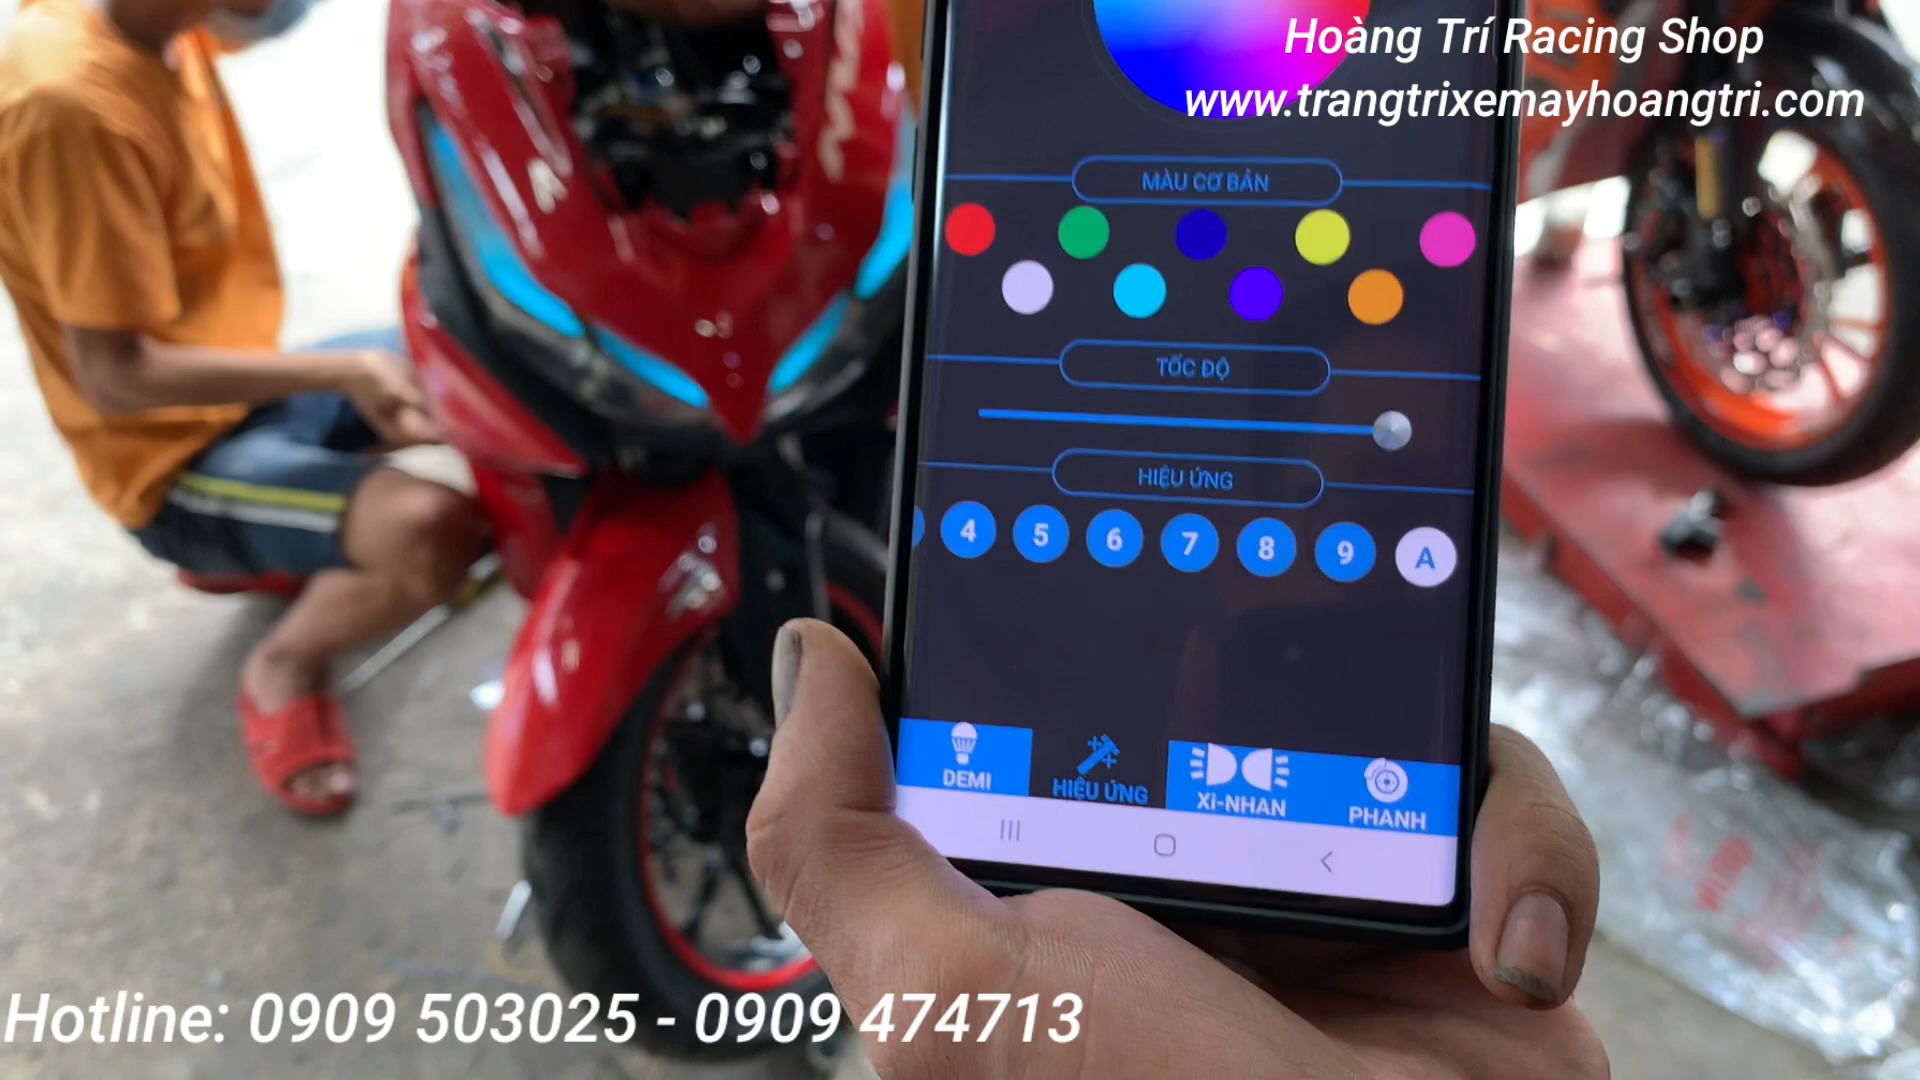 Hoàng Trí Racing Shop
www.trangtrixemayhoangtri.com
MÀU CƠ BẢN
TỐC ĐỘ
HIỆU ỨNG
4 5 6 7 8 9 A
DEMI HIỆU ỨNG Xi-NHAN PHANH
Hotline: 0909 503025 - 0909 474713